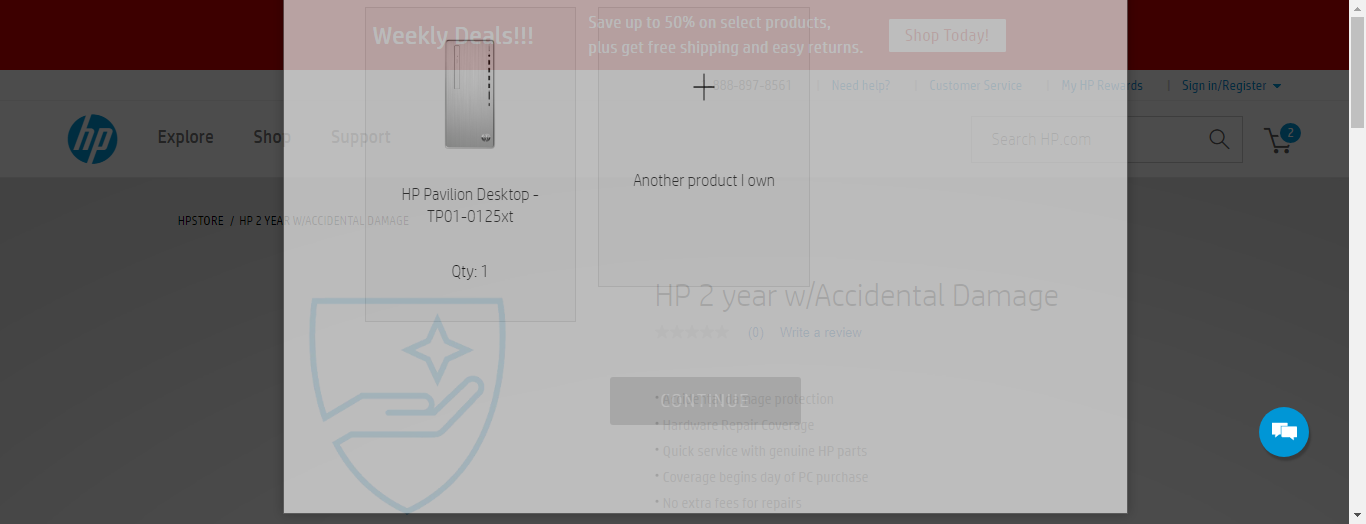 Weekly Deals!!!
Save up to 50% on select products,
plus get free shipping and easy returns.
Shop Today!
888-897-8561
Need help?
Customer Service
My HP Rewards
Sign in/Register
hp
Explore
Shop
Support
Search HP.com
2
HPSTORE / HP 2 YEAR W/ACCIDENTAL DAMAGE
HP Pavilion Desktop -
TP01-0125xt
Qty: 1
Another product I own
HP 2 year w/Accidental Damage
(0) Write a review
CONTINUE
• Accidental damage protection
• Hardware Repair Coverage
• Quick service with genuine HP parts
• Coverage begins day of PC purchase
• No extra fees for repairs